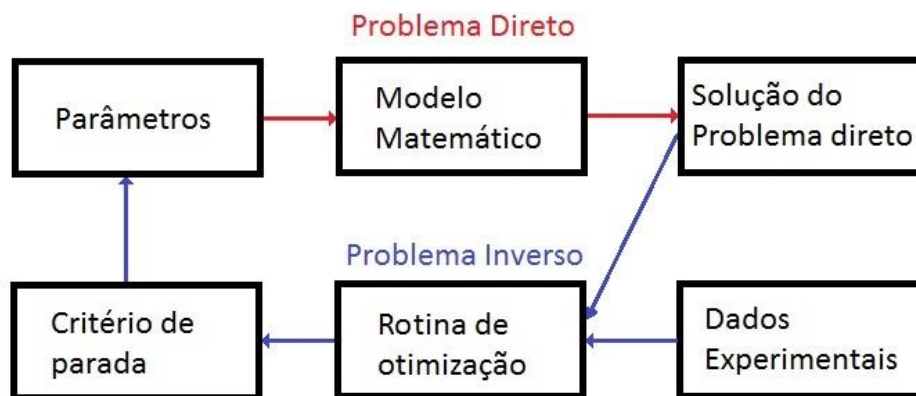 Problema Direto
Parâmetros
Modelo
Matemático
Solução do
Problema direto
Problema Inverso
Critério de
parada
Rotina de
otimização
Dados
Experimentais